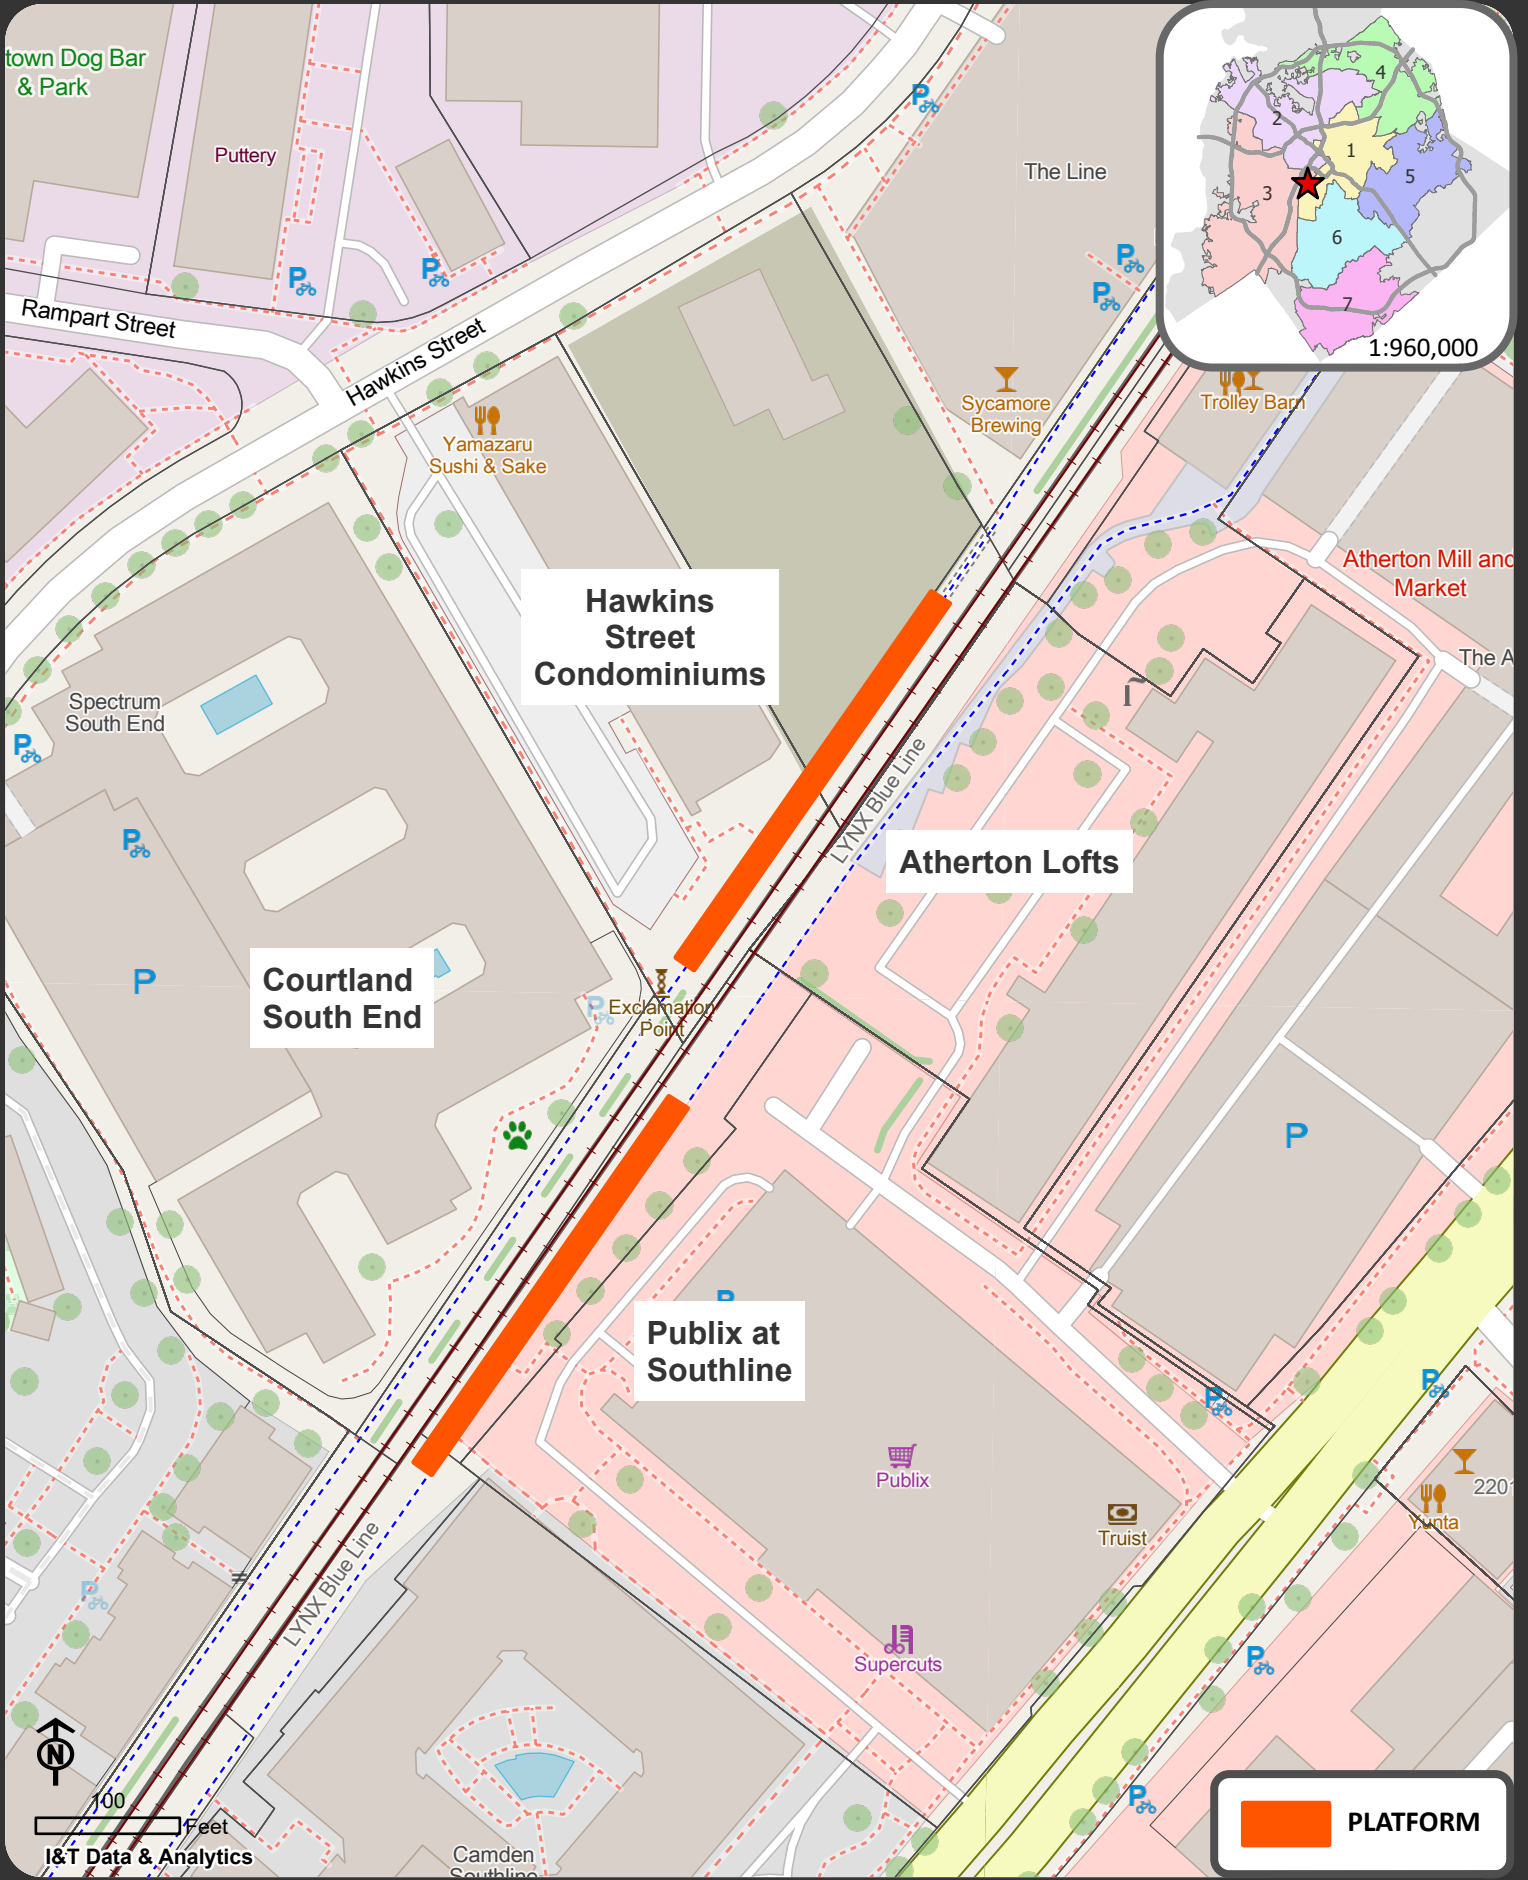 town Dog Bar
& Park
Puttery
P
P
P
The Line
P
P
4
2
1
5
3
6
7
1:960,000
Rampart Street
Hawkins Street
Yamazaru
Sushi & Sake
Sycamore
Brewing
Trolley Barn
Atherton Mill and
Market
Hawkins
Street
Condominiums
The A
Spectrum
South End
P
LYNX Blue Line
P
Atherton Lofts
Courtland
South End
P
P
Exclamation
Point
P
P
Publix at
Southline
P
P
Publix
2201
Yunta
Truist
LYNX Blue Line
P
Supercuts
P
N
P
100
Feet
I&T Data & Analytics
Camden
Southline
PLATFORM